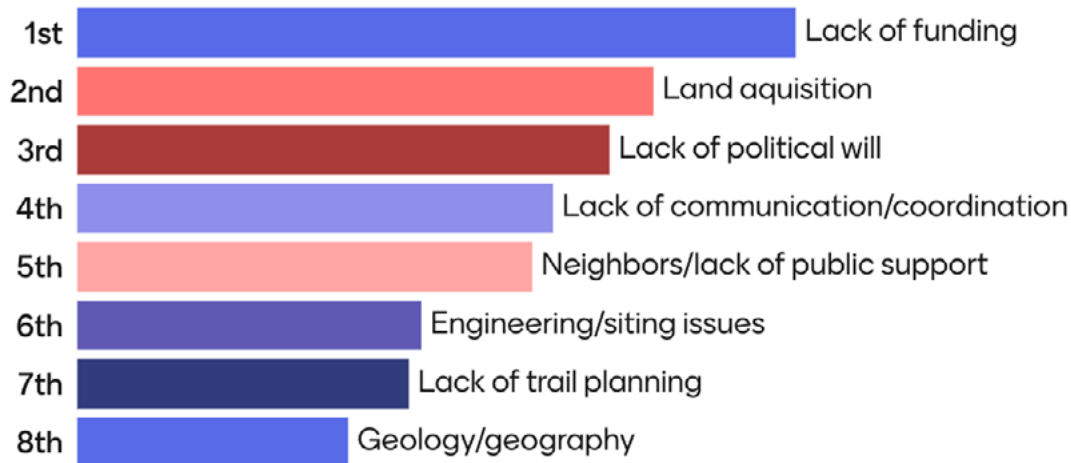 1st Lack of funding
2nd Land aquisition
3rd Lack of political will
4th Lack of communication/coordination
5th Neighbors/lack of public support
6th Engineering/siting issues
7th Lack of trail planning
8th Geology/geography